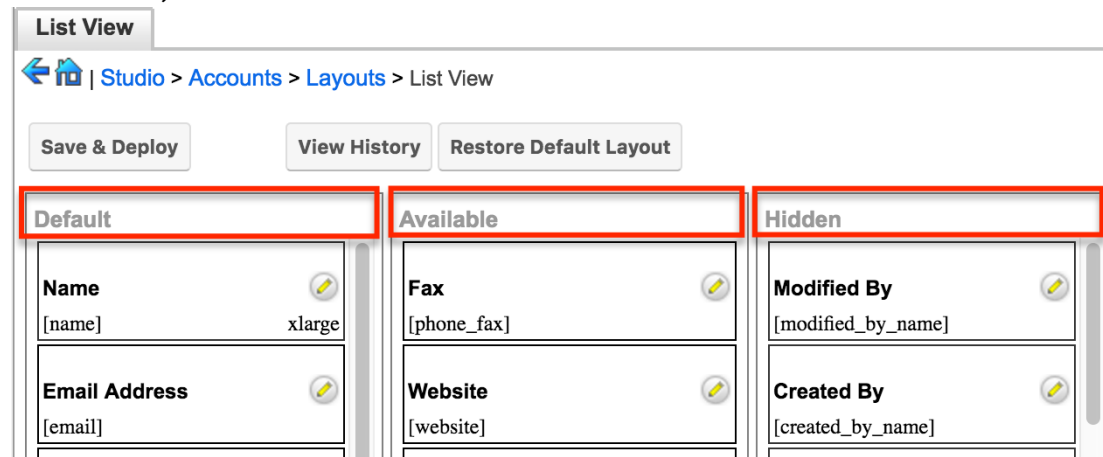 List View
| Studio > Accounts > Layouts > List View
Save & Deploy View History Restore Default Layout
Default
Name
[name] xlarge
Email Address
[email]
Available
Fax
[phone_fax]
Website
[website]
Hidden
Modified By
[modified_by_name]
Created By
[created_by_name]